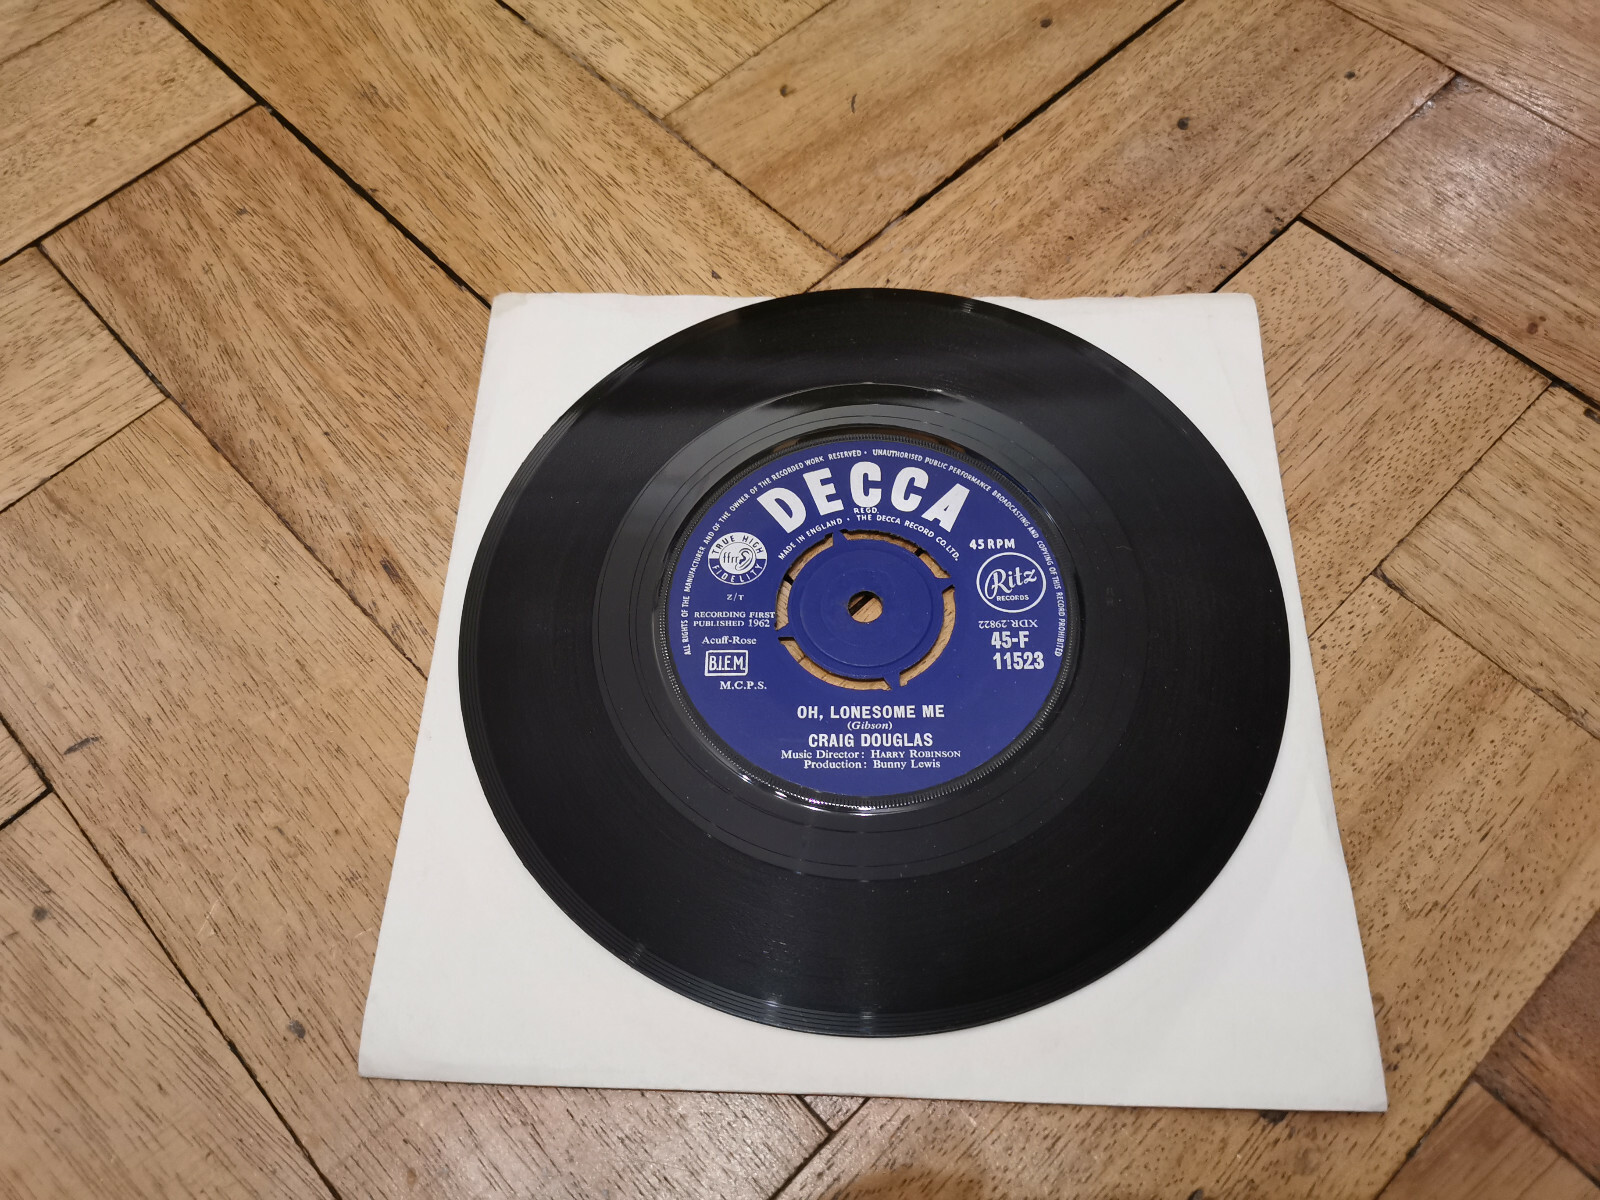 ALL RIGHTS OF THE MANUFACTURER AND OF THE OWNER OF THE RECORDED WORK RESERVED • UNAUTHORISED PUBLIC PERFORMANCE BROADCASTING AND COPYING OF THIS RECORD PROHIBITED
DECCA
REGD.
MADE IN ENGLAND • THE DECCA RECORD CO. LTD.
TRUE HIGH
ffrr
FIDELITY
45 RPM
Ritz
RECORDS
Z/T
RECORDING FIRST
PUBLISHED 1962
XDR.29822
Acuff-Rose
45-F
11523
B.I.E.M.
M.C.P.S.
OH, LONESOME ME
(Gibson)
CRAIG DOUGLAS
Music Director: HARRY ROBINSON
Production: Bunny Lewis